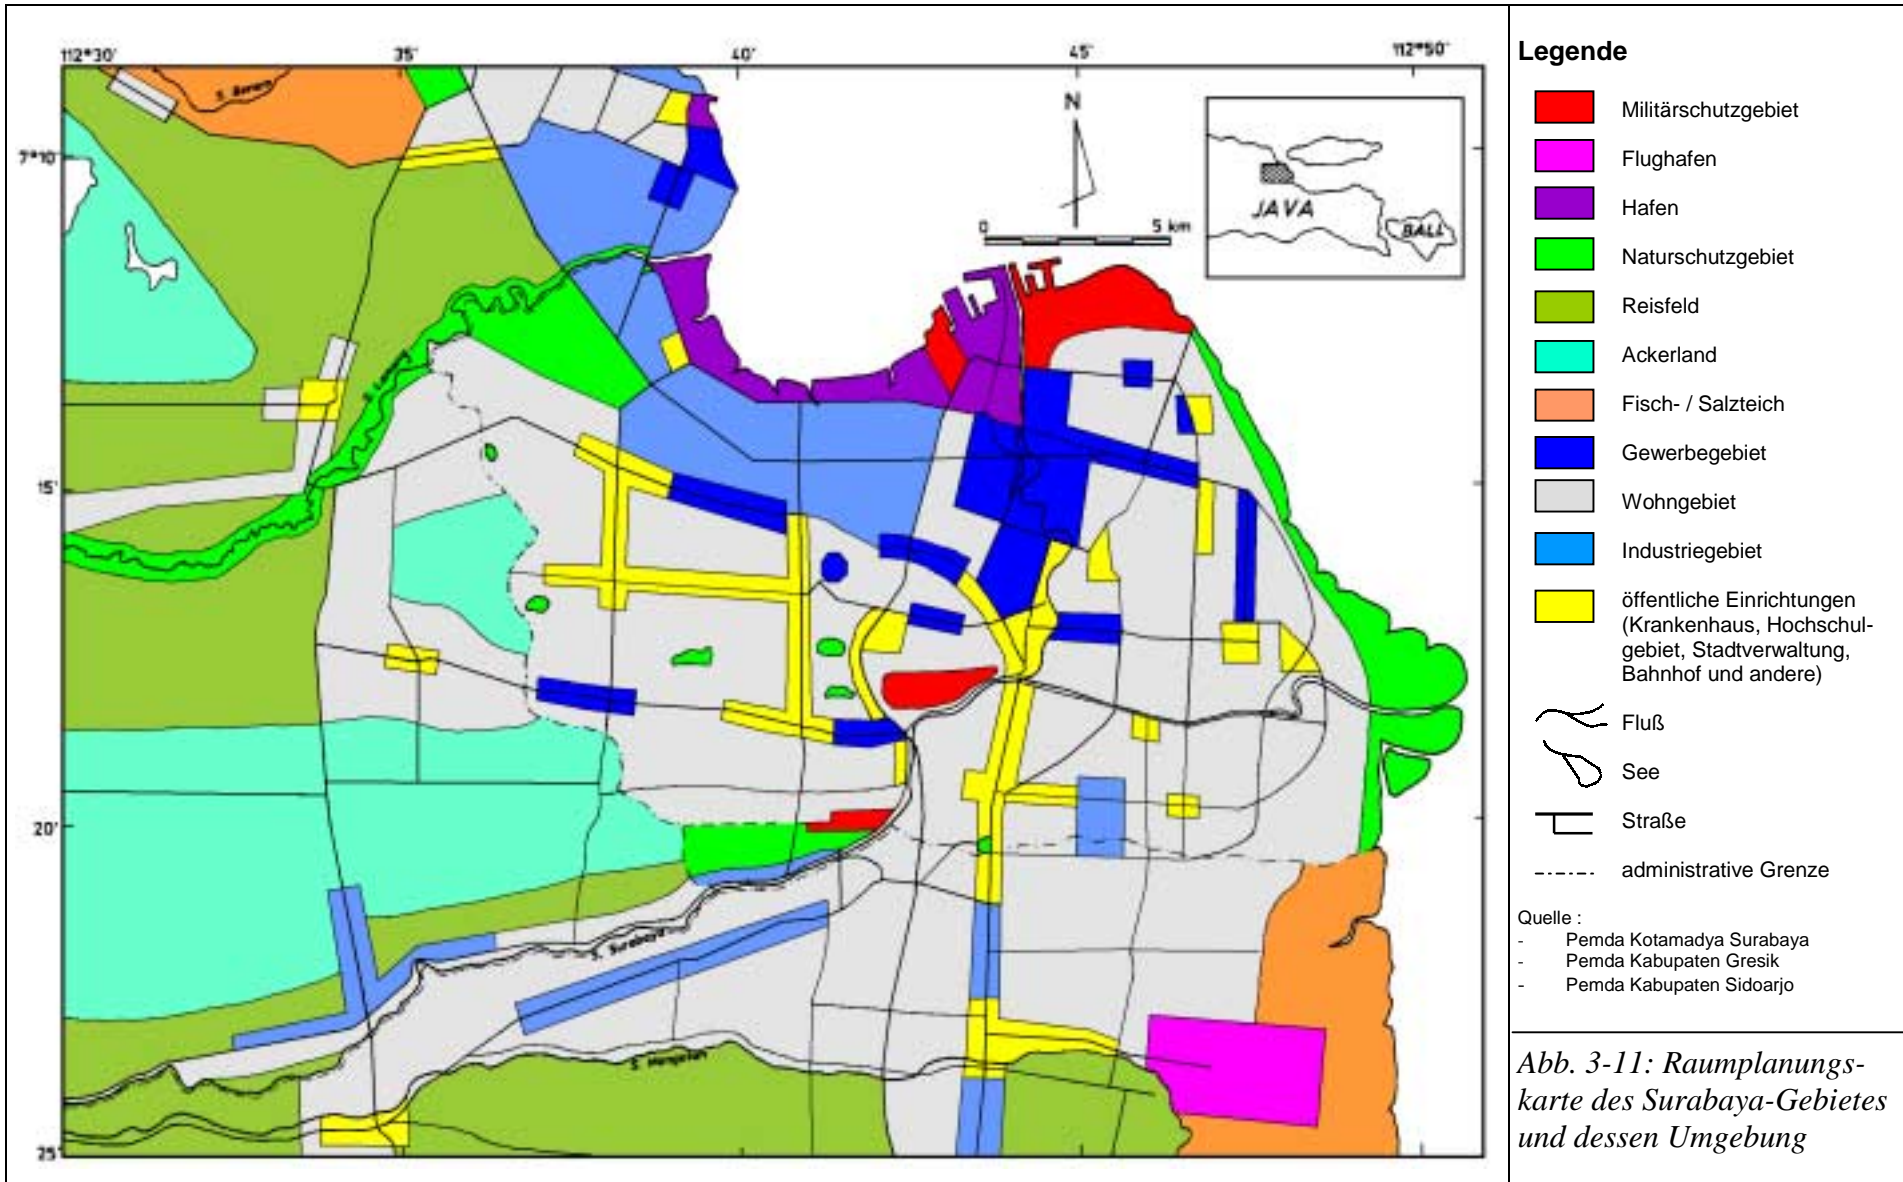 112°30'
35'
40'
45'
112°50'
7°10'
15'
20'
25'
N
0 5 km
JAVA
BALI
S. Surabaya
Legende
Militärschutzgebiet
Flughafen
Hafen
Naturschutzgebiet
Reisfeld
Ackerland
Fisch- / Salzteich
Gewerbegebiet
Wohngebiet
Industriegebiet
öffentliche Einrichtungen
(Krankenhaus, Hochschul-
gebiet, Stadtverwaltung,
Bahnhof und andere)
Fluß
See
Straße
administrative Grenze
Quelle :
- Pemda Kotamadya Surabaya
- Pemda Kabupaten Gresik
- Pemda Kabupaten Sidoarjo
Abb. 3-11: Raumplanungs-
karte des Surabaya-Gebietes
und dessen Umgebung